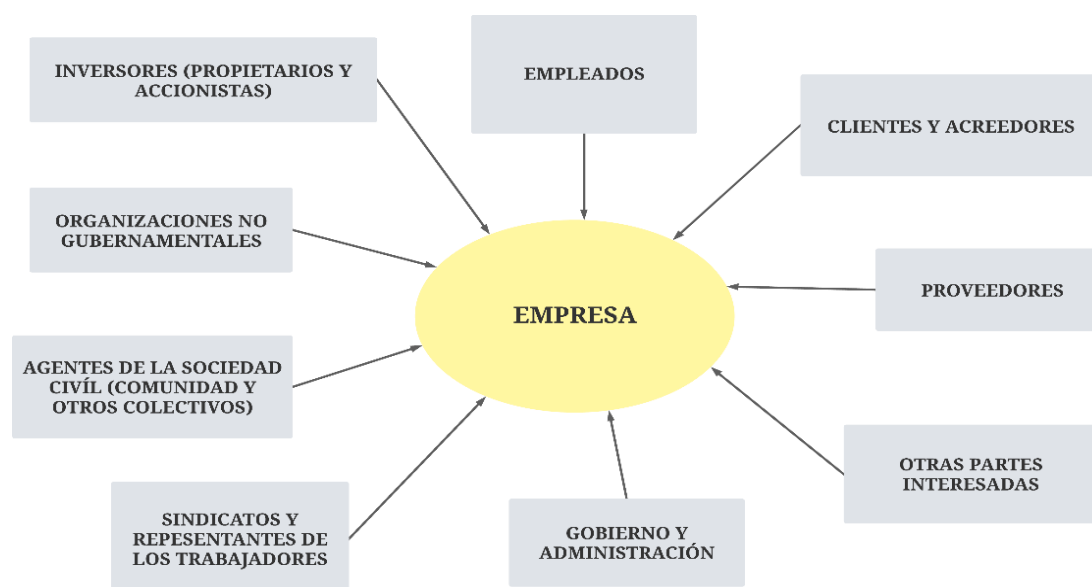 INVERSORES (PROPIETARIOS Y
ACCIONISTAS)
EMPLEADOS
CLIENTES Y ACREEDORES
ORGANIZACIONES NO
GUBERNAMENTALES
PROVEEDORES
EMPRESA
AGENTES DE LA SOCIEDAD
CIVÍL (COMUNIDAD Y
OTROS COLECTIVOS)
OTRAS PARTES
INTERESADAS
SINDICATOS Y
REPESENTANTES DE
LOS TRABAJADORES
GOBIERNO Y
ADMINISTRACIÓN